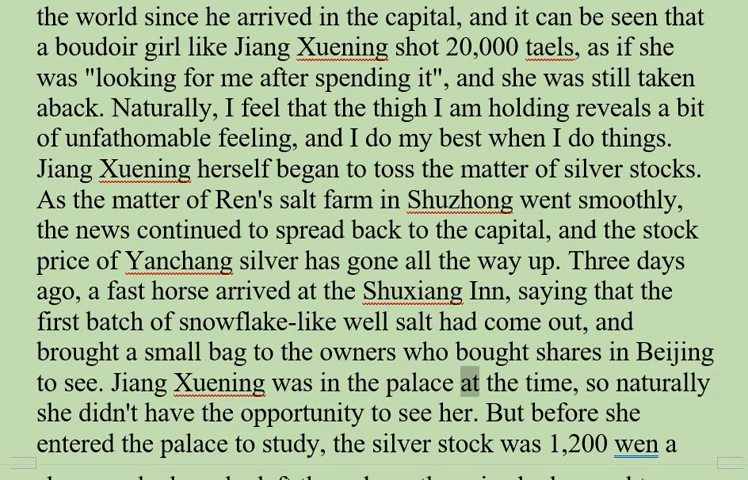 the world since he arrived in the capital, and it can be seen that
a boudoir girl like Jiang Xuening shot 20,000 taels, as if she
was "looking for me after spending it", and she was still taken
aback. Naturally, I feel that the thigh I am holding reveals a bit
of unfathomable feeling, and I do my best when I do things.
Jiang Xuening herself began to toss the matter of silver stocks.
As the matter of Ren's salt farm in Shuzhong went smoothly,
the news continued to spread back to the capital, and the stock
price of Yanchang silver has gone all the way up. Three days
ago, a fast horse arrived at the Shuxiang Inn, saying that the
first batch of snowflake-like well salt had come out, and
brought a small bag to the owners who bought shares in Beijing
to see. Jiang Xuening was in the palace at the time, so naturally
she didn't have the opportunity to see her. But before she
entered the palace to study, the silver stock was 1,200 wen a